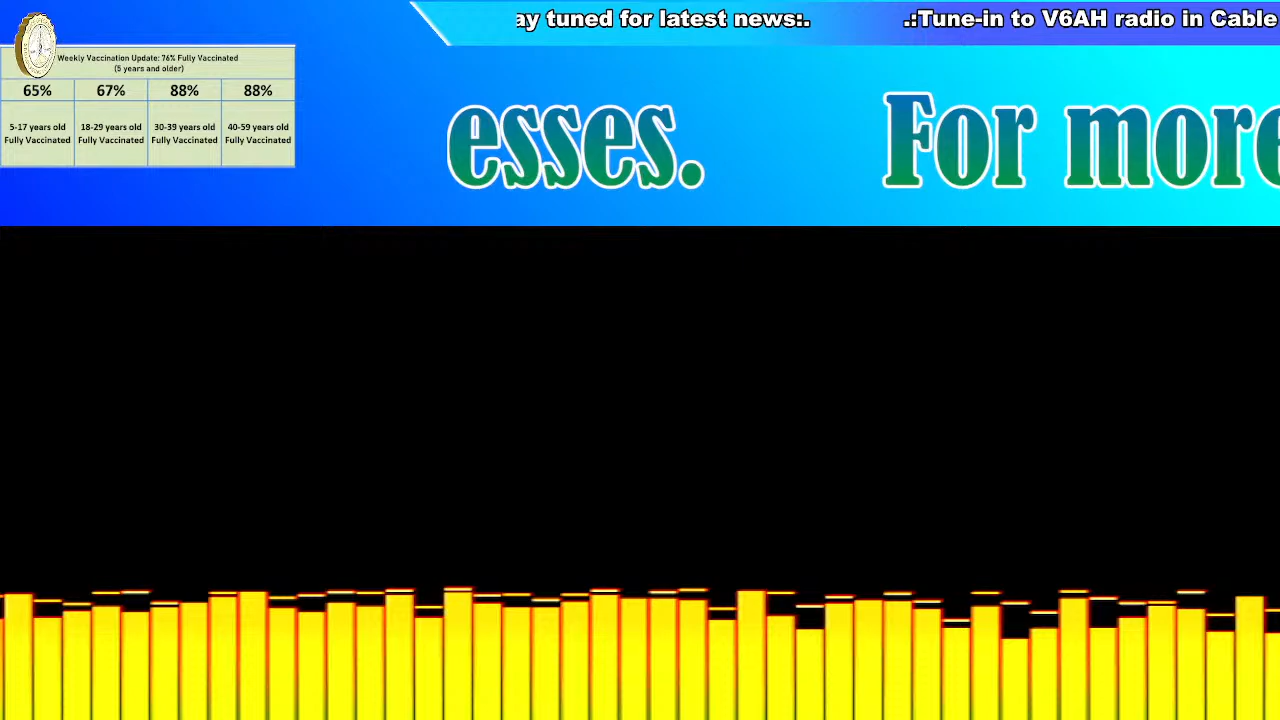 ay tuned for latest news:.
.:Tune-in to V6AH radio in Cable
Weekly Vaccination Update: 76% Fully Vaccinated
(5 years and older)
65% 67% 88% 88%
5-17 years old 18-29 years old 30-39 years old 40-59 years old
Fully Vaccinated Fully Vaccinated Fully Vaccinated Fully Vaccinated
esses. For more